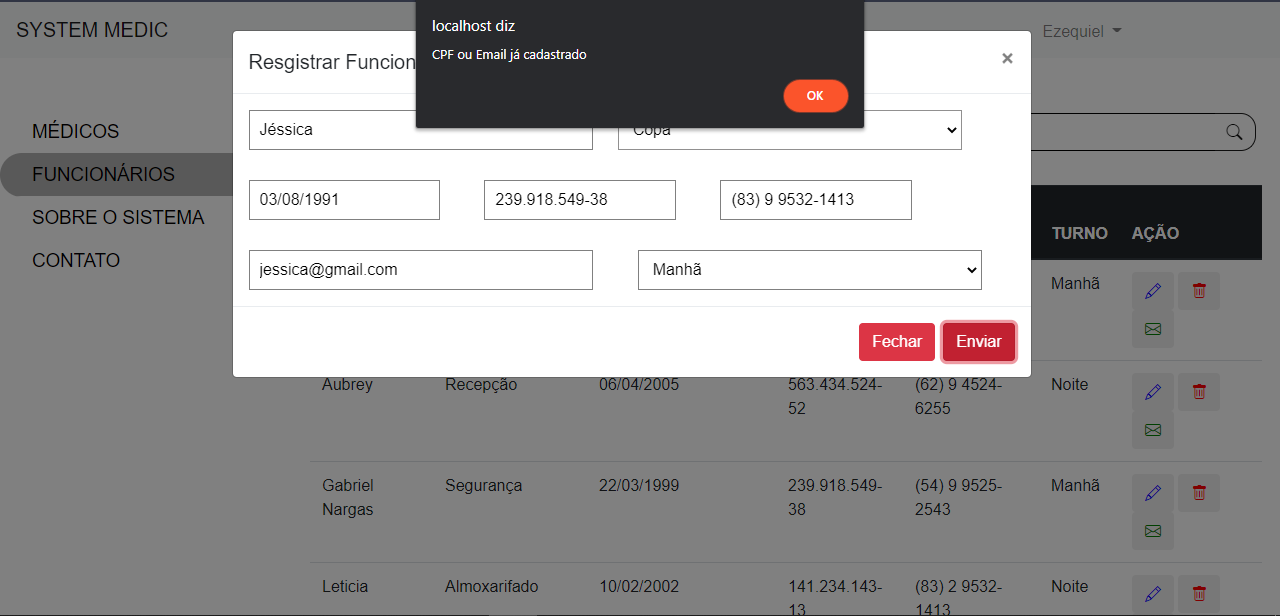 SYSTEM MEDIC
localhost diz
CPF ou Email já cadastrado
OK
Ezequiel
Resgistrar Funcion
×
Jéssica
Copa
03/08/1991
239.918.549-38
(83) 9 9532-1413
jessica@gmail.com
Manhã
Fechar
Enviar
MÉDICOS
FUNCIONÁRIOS
SOBRE O SISTEMA
CONTATO
TURNO AÇÃO
Manhã
Aubrey Recepção 06/04/2005 563.434.524- (62) 9 4524- Noite
52 6255
Gabriel Segurança 22/03/1999 239.918.549- (54) 9 9525- Manhã
Nargas 38 2543
Leticia Almoxarifado 10/02/2002 141.234.143- (83) 2 9532- Noite
13 1413